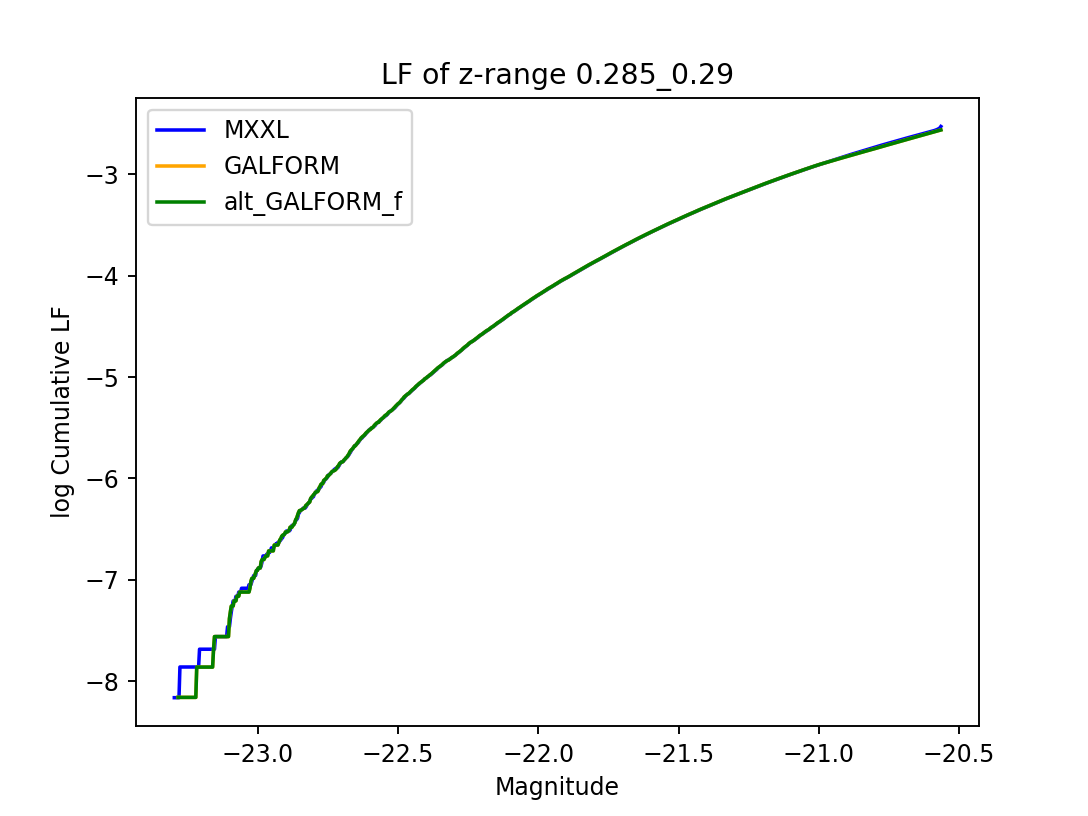 LF of z-range 0.285_0.29
MXXL
GALFORM
alt_GALFORM_f
−3
−4
−5
−6
−7
−8
log Cumulative LF
−23.0 −22.5 −22.0 −21.5 −21.0 −20.5
Magnitude